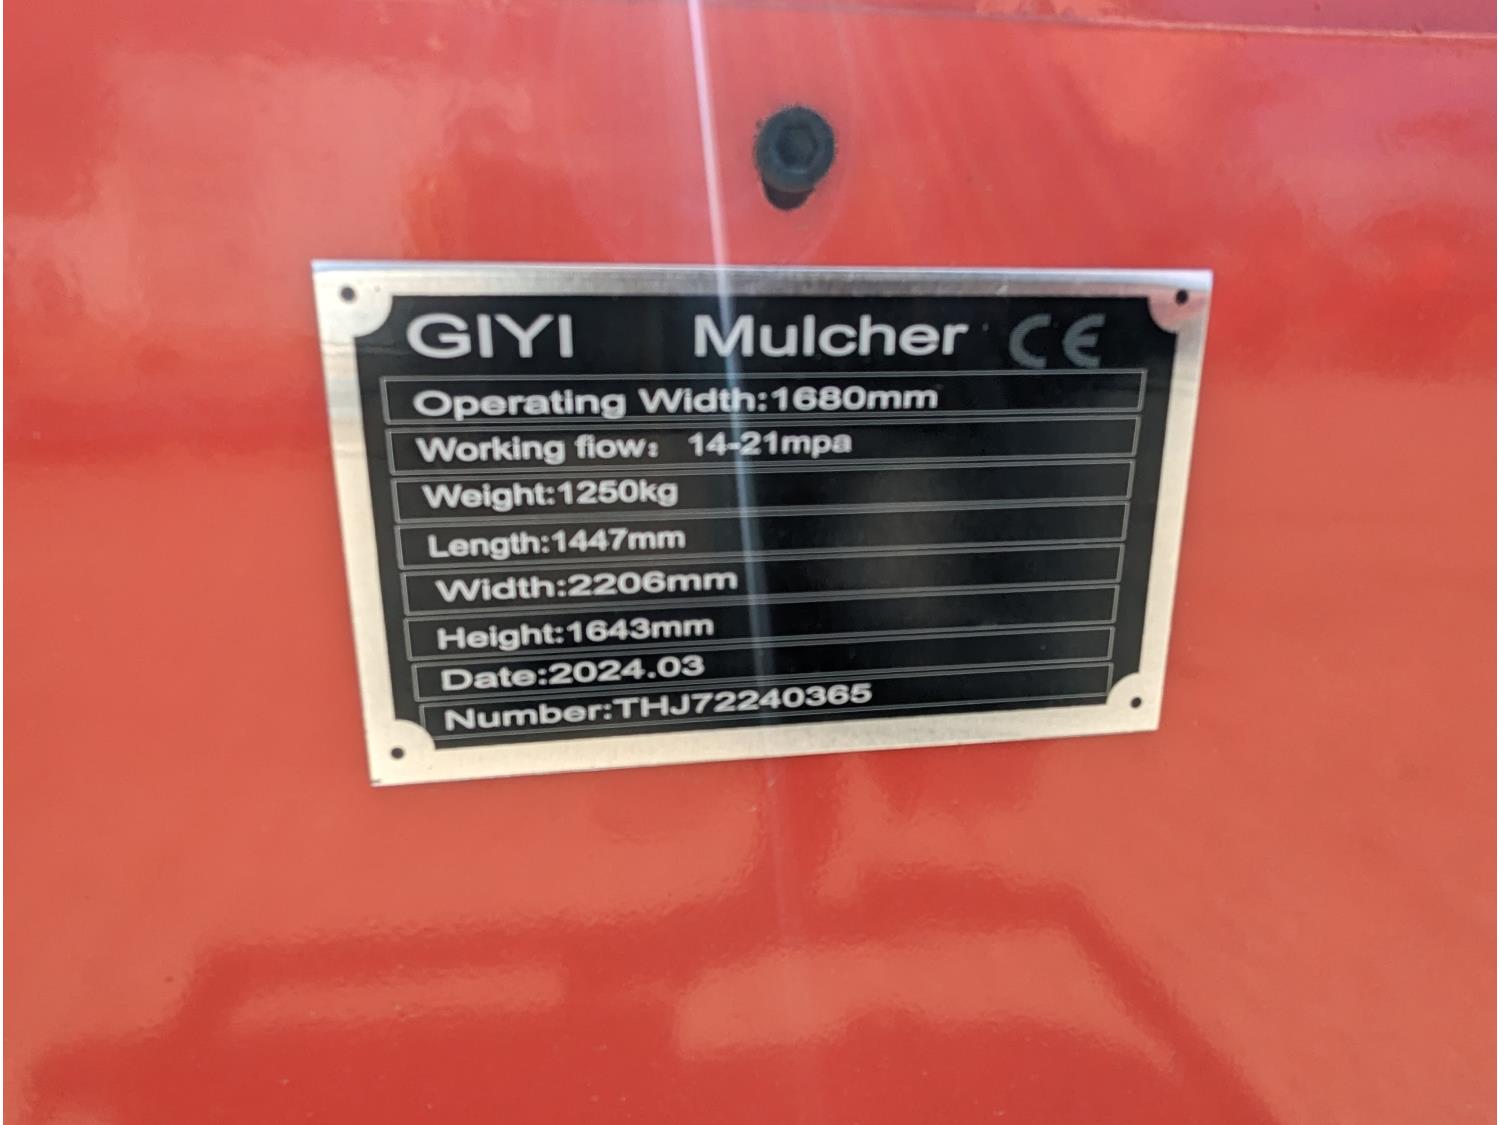 GIYI Mulcher CE
Operating Width:1680mm
Working flow: 14-21mpa
Weight:1250kg
Length:1447mm
Width:2206mm
Height:1643mm
Date:2024.03
Number:THJ72240365